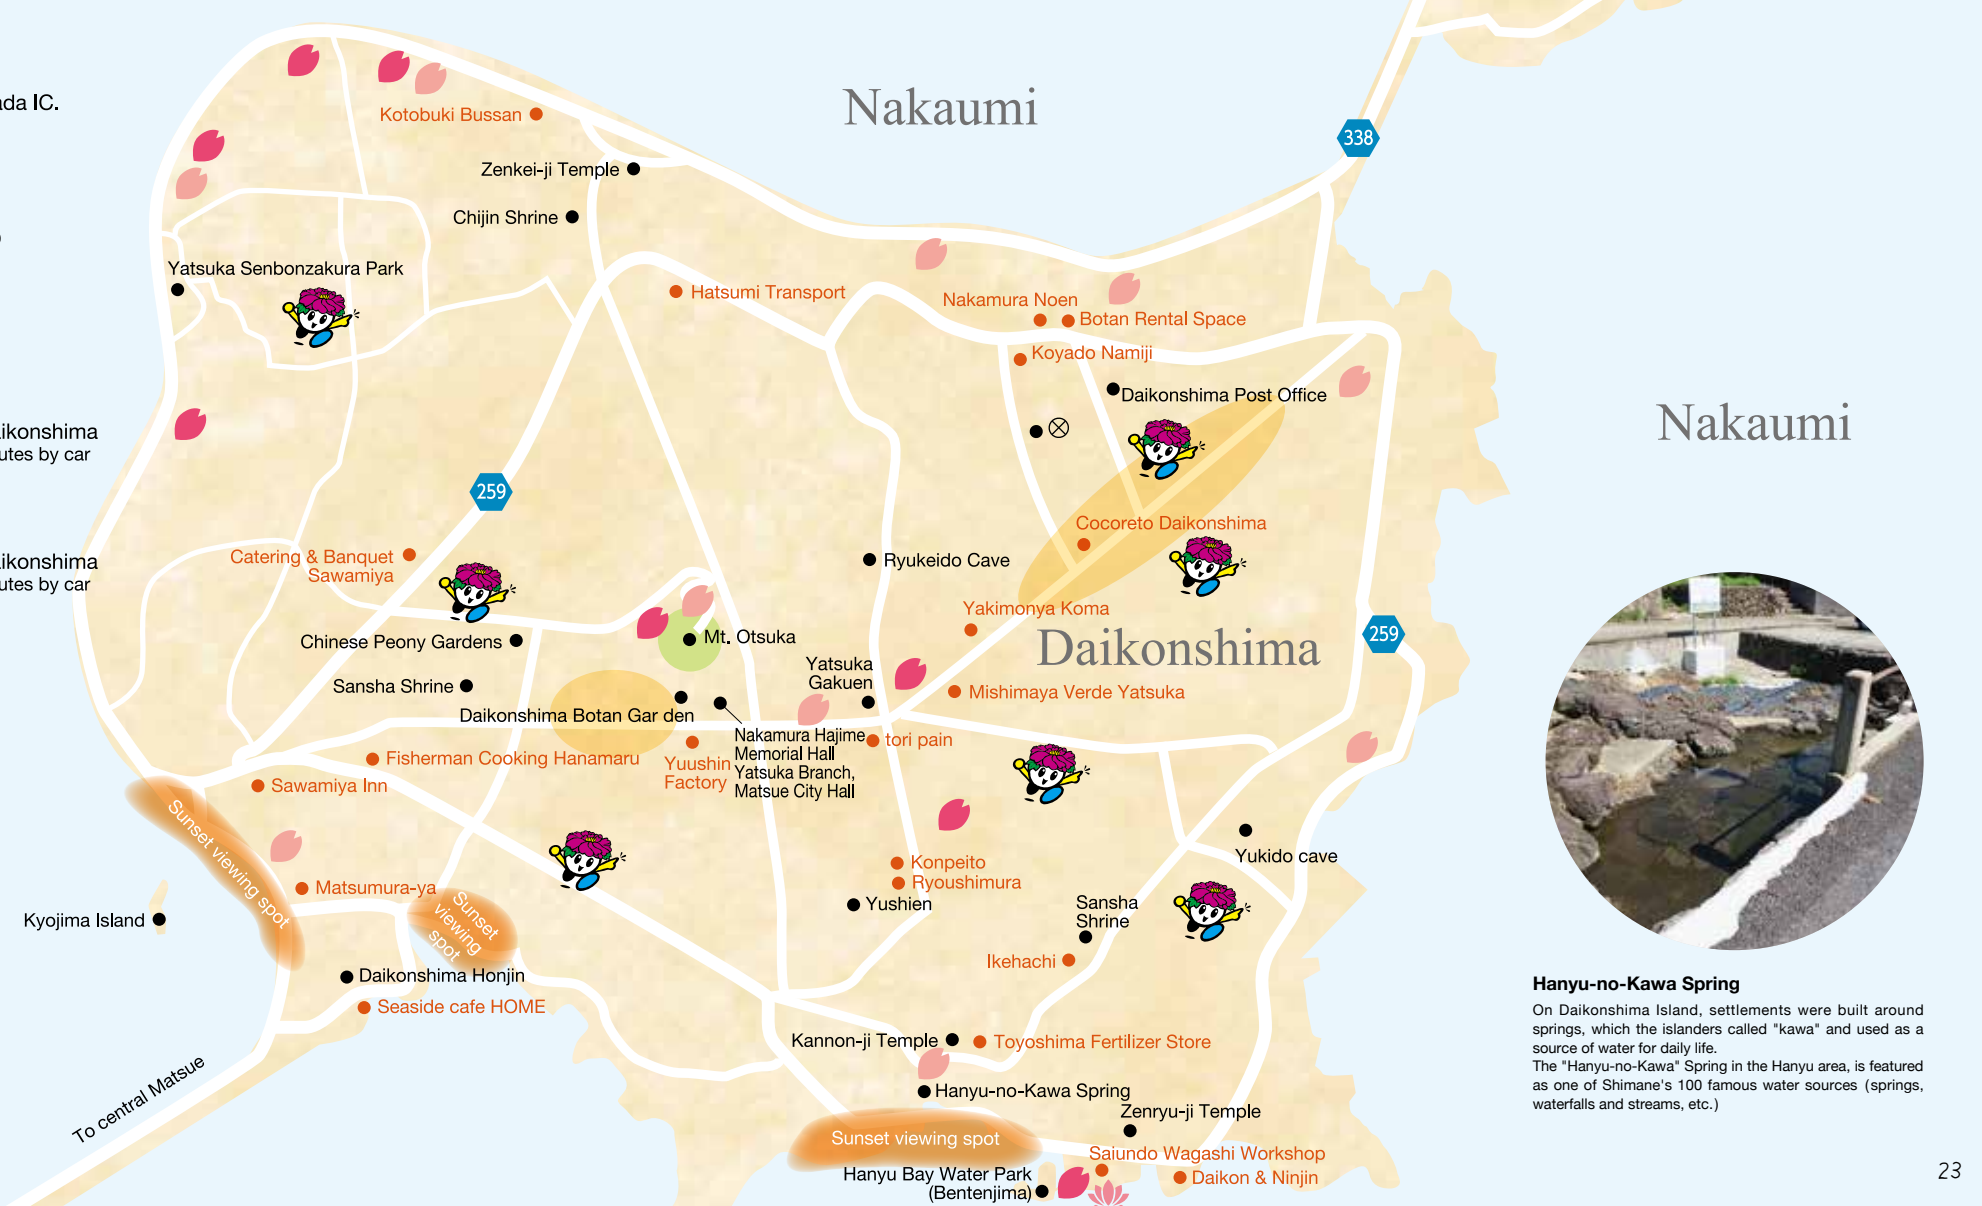 ada IC.
Nakaumi
338
Kotobuki Bussan
Zenkei-ji Temple
Chijin Shrine
Yatsuka Senbonzakura Park
Hatsumi Transport
Nakamura Noen
Botan Rental Space
Koyado Namiji
Daikonshima Post Office
Nakaumi
aikonshima
utes by car
259
Cocoreto Daikonshima
Catering & Banquet
Sawamiya
aikonshima
utes by car
Ryukeido Cave
Yakimonya Koma
Daikonshima
259
Chinese Peony Gardens
Mt. Otsuka
Yatsuka
Gakuen
Sansha Shrine
Mishimaya Verde Yatsuka
Daikonshima Botan Gar den
Nakamura Hajime
Memorial Hall
Yatsuka Branch,
Matsue City Hall
tori pain
Yuushin
Factory
Fisherman Cooking Hanamaru
Sawamiya Inn
Sunset viewing spot
Matsumura-ya
Sunset
viewing
spot
Konpeito
Ryoushimura
Yushien
Yukido cave
Sansha
Shrine
Ikehachi
Kyojima Island
Daikonshima Honjin
Seaside cafe HOME
Kannon-ji Temple
Toyoshima Fertilizer Store
To central Matsue
Hanyu-no-Kawa Spring
Zenryu-ji Temple
Sunset viewing spot
Saiundo Wagashi Workshop
Hanyu Bay Water Park
(Bentenjima)
Daikon & Ninjin
Hanyu-no-Kawa Spring
On Daikonshima Island, settlements were built around
springs, which the islanders called "kawa" and used as a
source of water for daily life.
The "Hanyu-no-Kawa" Spring in the Hanyu area, is featured
as one of Shimane's 100 famous water sources (springs,
waterfalls and streams, etc.)
23